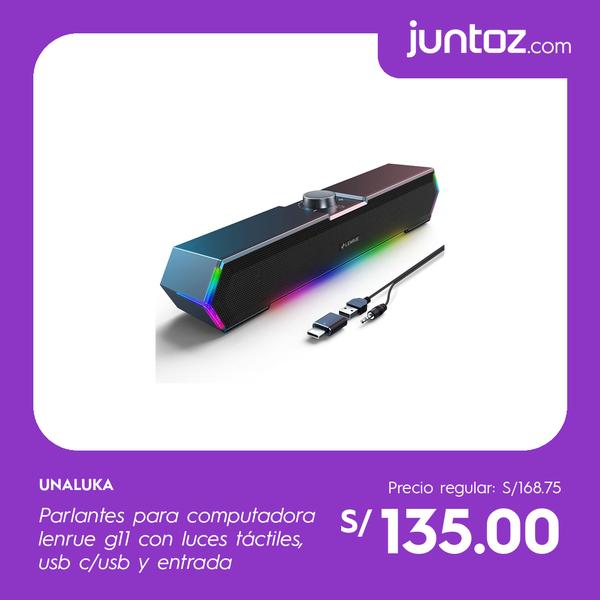 juntoz.com
LENRUE
UNALUKA
Parlantes para computadora
lenrue g11 con luces táctiles,
usb c/usb y entrada
Precio regular: S/168.75
S/135.00